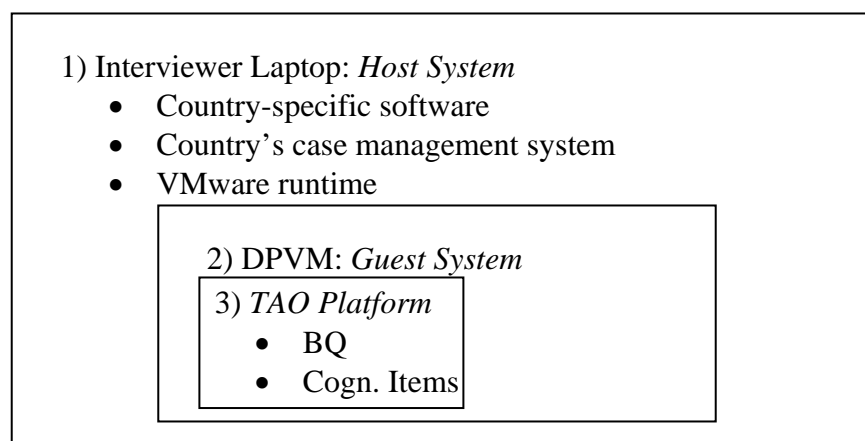 1) Interviewer Laptop: Host System
• Country-specific software
• Country’s case management system
• VMware runtime
2) DPVM: Guest System
3) TAO Platform
• BQ
• Cogn. Items